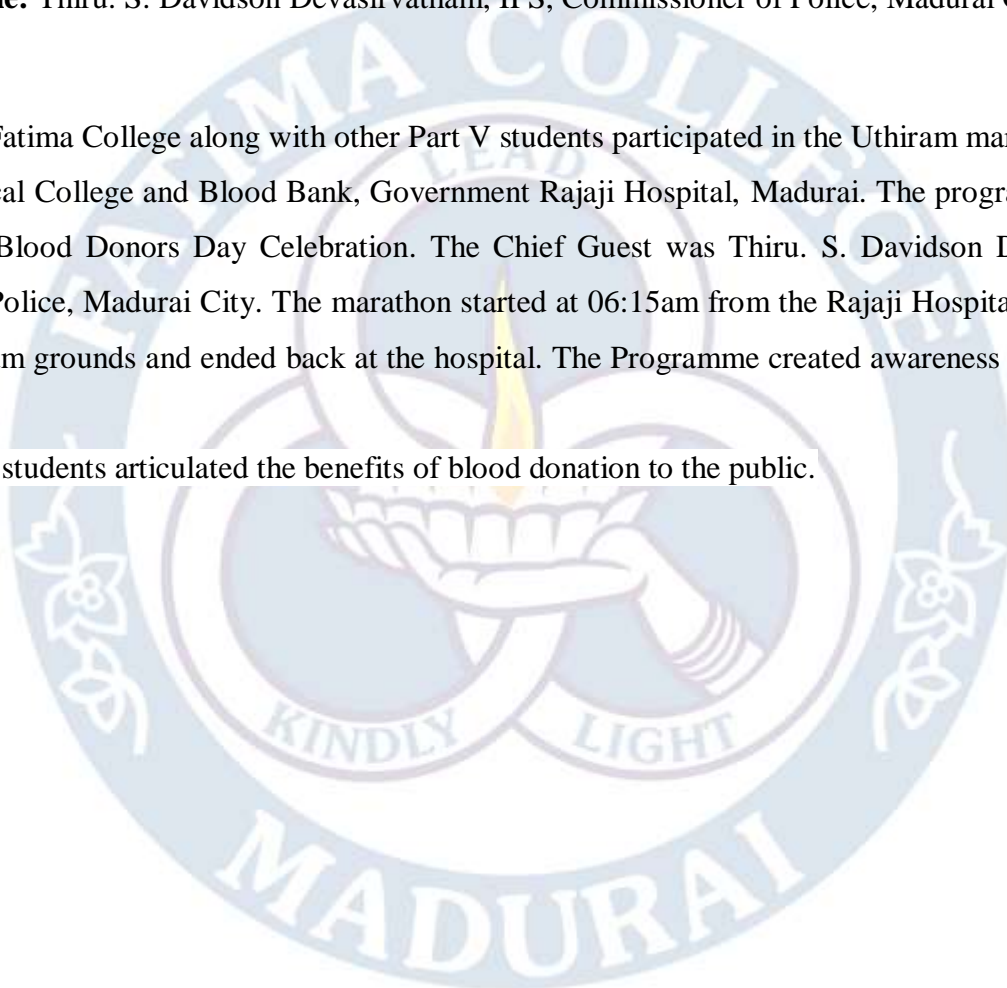 ne: Thiru. S. Davidson Devasirvatham, IPS, Commissioner of Police, Madurai
Fatima College along with other Part V students participated in the Uthiram mar
cal College and Blood Bank, Government Rajaji Hospital, Madurai. The progra
Blood Donors Day Celebration. The Chief Guest was Thiru. S. Davidson D
Police, Madurai City. The marathon started at 06:15am from the Rajaji Hospita
m grounds and ended back at the hospital. The Programme created awareness
students articulated the benefits of blood donation to the public.
FATIMA COLLEGE
LEAD
KINDLY
LIGHT
MADURAI